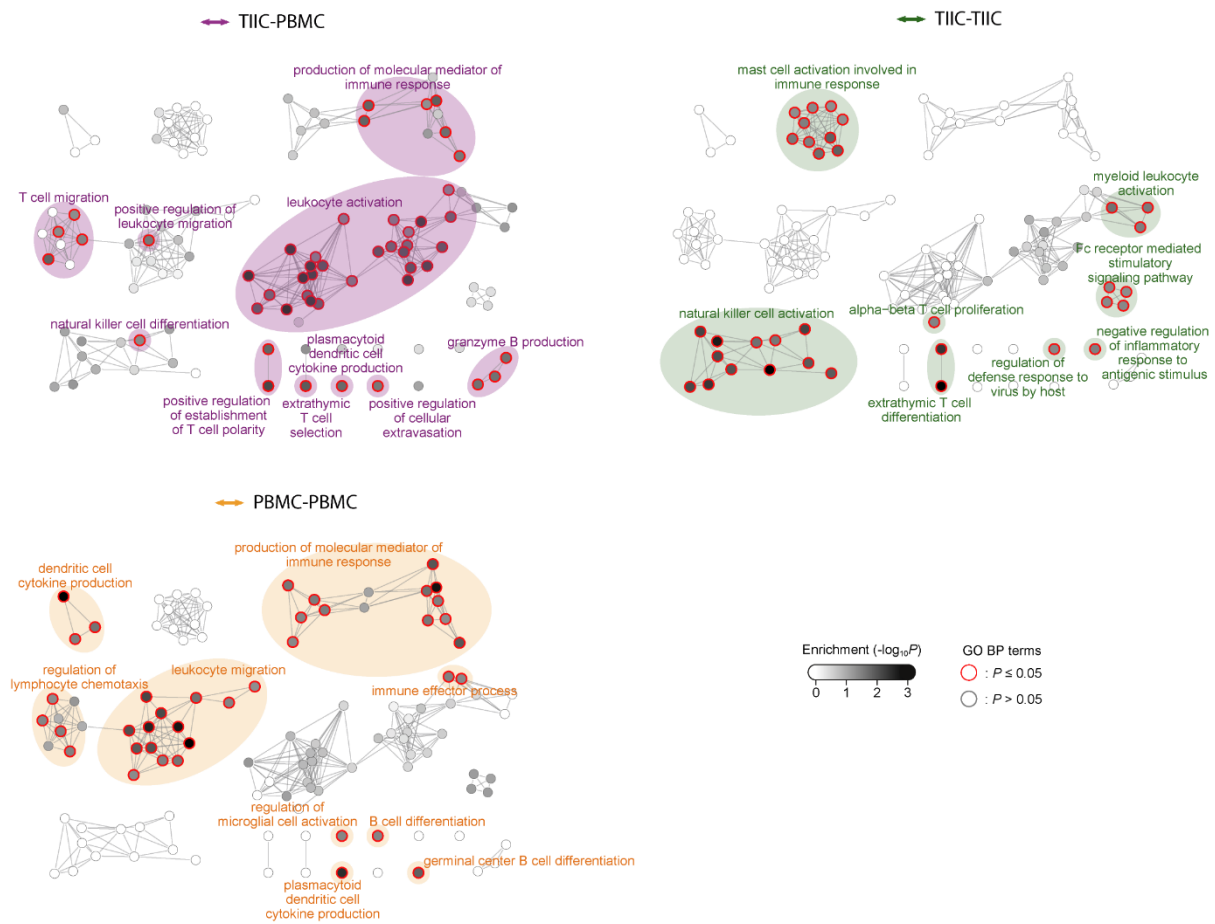 TIIC-PBMC
production of molecular mediator of
immune response
T cell migration
positive regulation of
leukocyte migration
leukocyte activation
natural killer cell differentiation
plasmacytoid
dendritic cell
cytokine production
granzyme B production
positive regulation
of establishment
of T cell polarity
extrathymic
T cell
selection
positive regulation
of cellular
extravasation
TIIC-TIIC
mast cell activation involved in
immune response
myeloid leukocyte
activation
Fc receptor mediated
stimulatory
signaling pathway
natural killer cell activation
alpha-beta T cell proliferation
negative regulation
of inflammatory
response to
antigenic stimulus
regulation of
defense response to
virus by host
extrathymic T cell
differentiation
PBMC-PBMC
production of molecular mediator of
immune response
dendritic cell
cytokine production
regulation of
lymphocyte chemotaxis
leukocyte migration
immune effector process
regulation of
microglial cell activation
B cell differentiation
germinal center B cell differentiation
plasmacytoid
dendritic cell
cytokine production
Enrichment (-log₁₀P)
0 1 2 3
GO BP terms
: P ≤ 0.05
: P > 0.05